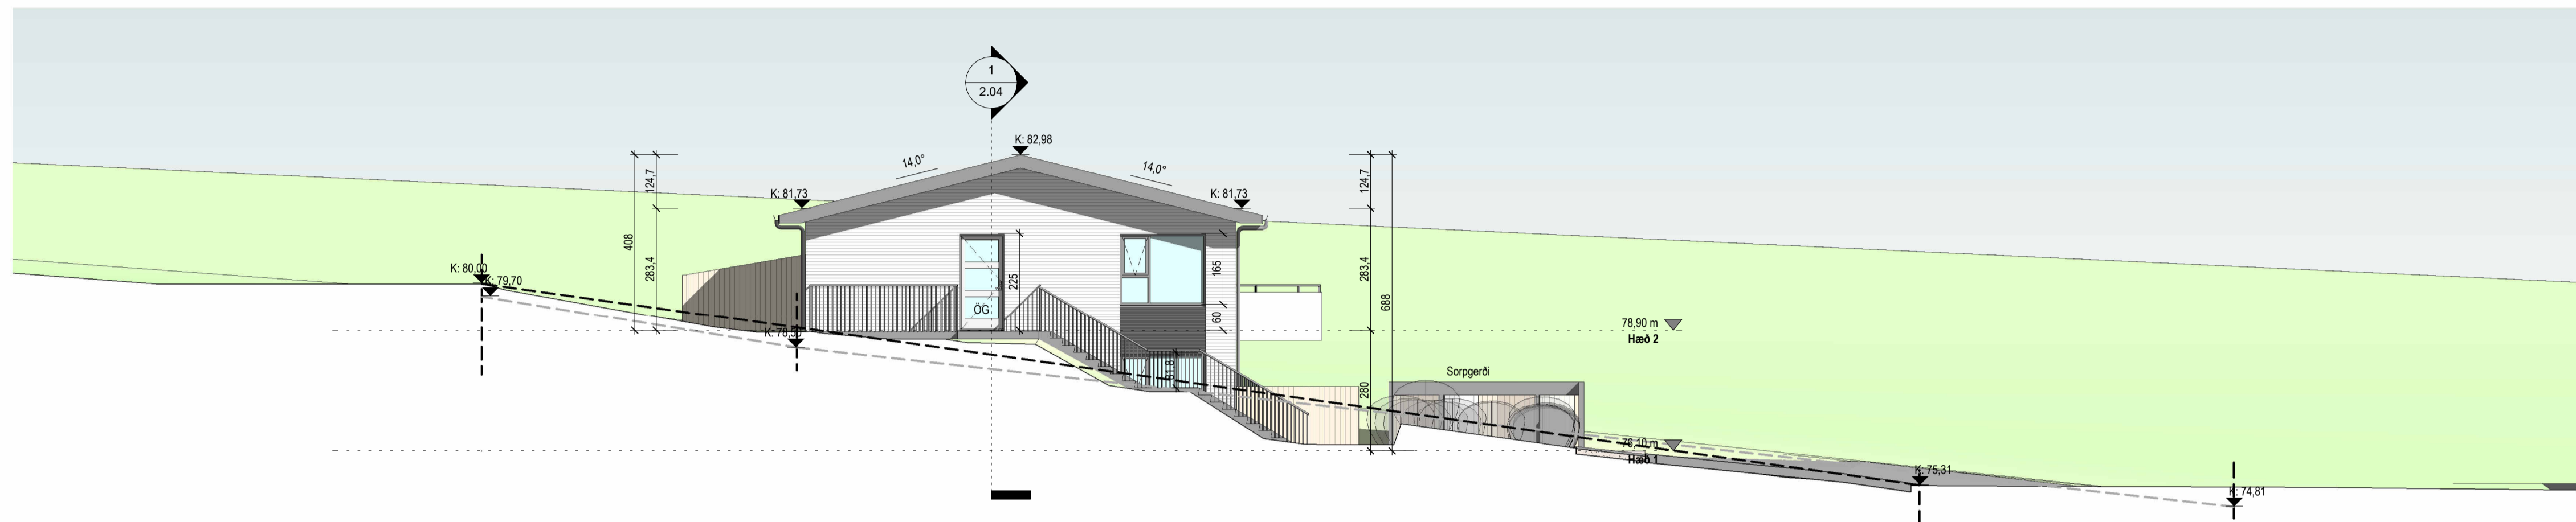 1
2.04
K: 82,98
14,0°
14,0°
K: 81,73
K: 81,73
124,7
408
283,4
124,7
283,4
688
280
K: 80,00
K: 79,70
225
165
60
ÖG
61,8
78,90 m
Hæð 2
Sorpgerði
76,10 m
Hæð 1
K: 75,31
K: 74,81